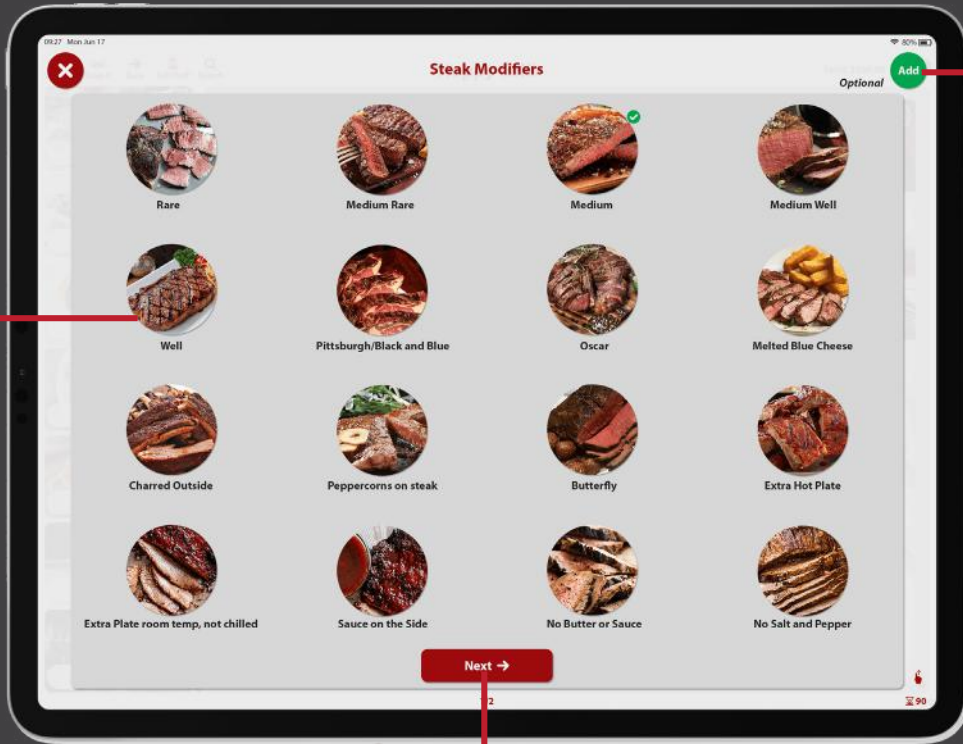 09:27 Mon Jun 17
80%
Steak Modifiers
Optional
Add
Rare
Medium Rare
Medium
Medium Well
Well
Pittsburgh/Black and Blue
Oscar
Melted Blue Cheese
Charred Outside
Peppercorns on steak
Butterfly
Extra Hot Plate
Extra Plate room temp, not chilled
Sauce on the Side
No Butter or Sauce
No Salt and Pepper
Next →
2
90